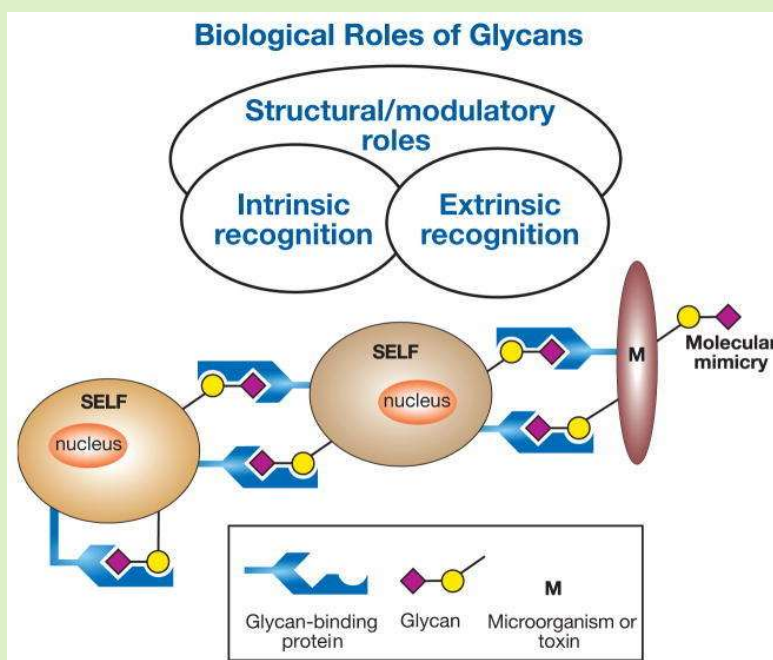 Biological Roles of Glycans
Structural/modulatory
roles
Intrinsic
recognition
Extrinsic
recognition
SELF
nucleus
SELF
nucleus
M
Molecular
mimicry
Glycan-binding
protein
Glycan
M
Microorganism or
toxin